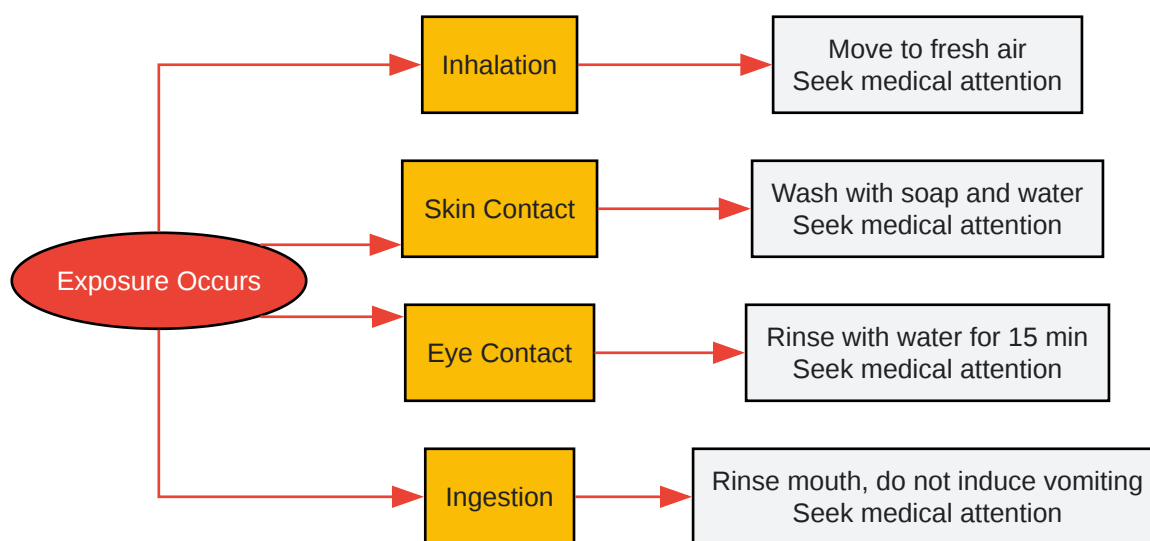 Inhalation
Move to fresh air
Seek medical attention
Skin Contact
Wash with soap and water
Seek medical attention
Exposure Occurs
Eye Contact
Rinse with water for 15 min
Seek medical attention
Ingestion
Rinse mouth, do not induce vomiting
Seek medical attention